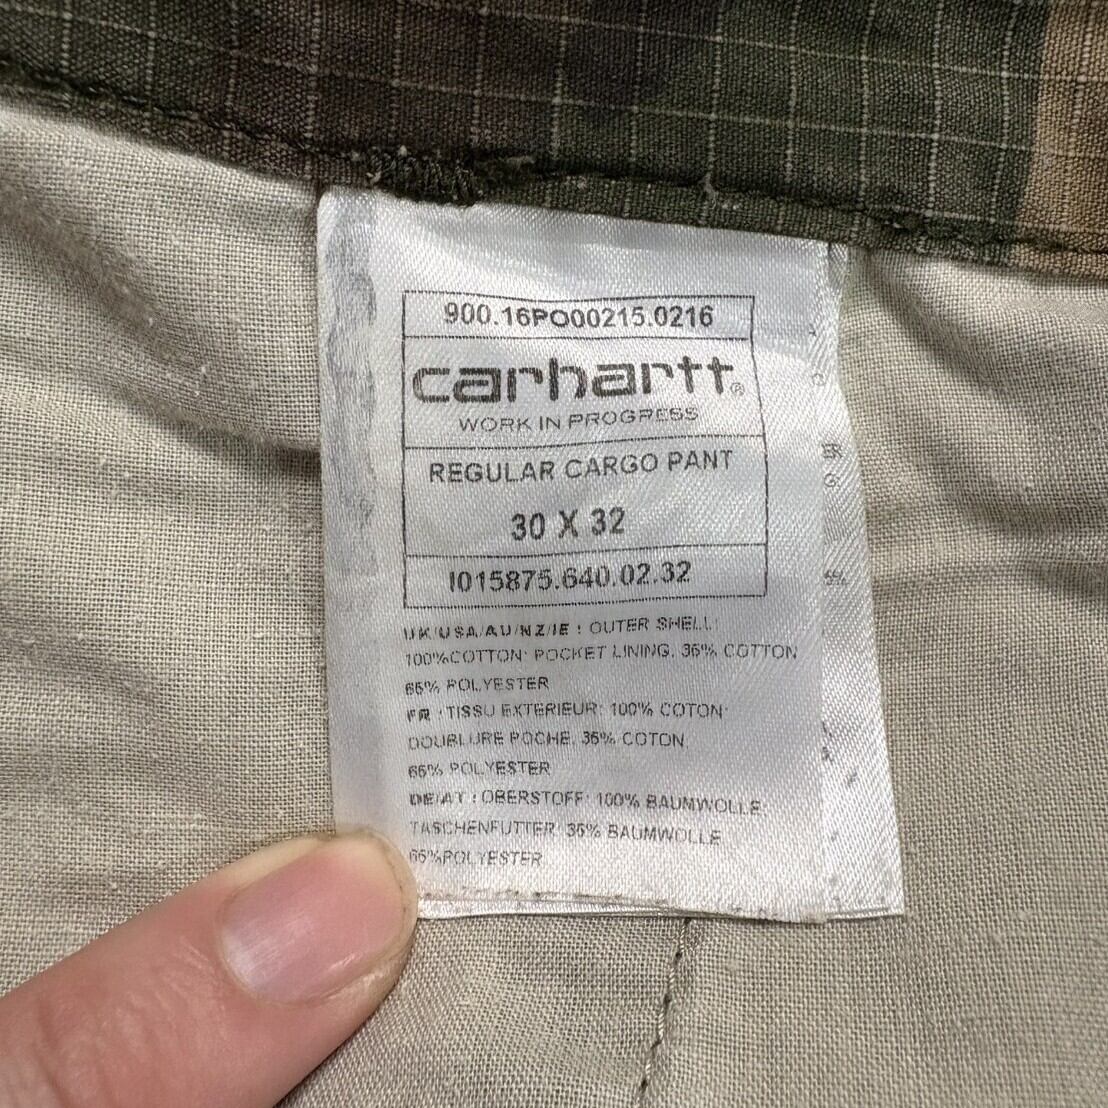 900.16PO00215.0216
carhartt®
WORK IN PROGRESS
REGULAR CARGO PANT
30 X 32
I015875.640.02.32
UK/USA/AU/NZ/IE : OUTER SHELL:
100%COTTON: POCKET LINING, 35% COTTON
65% POLYESTER
FR : TISSU EXTERIEUR: 100% COTON:
DOUBLURE POCHE, 35% COTON,
65% POLYESTER
DE/AT : OBERSTOFF: 100% BAUMWOLLE
TASCHENFUTTER: 35% BAUMWOLLE
65%POLYESTER